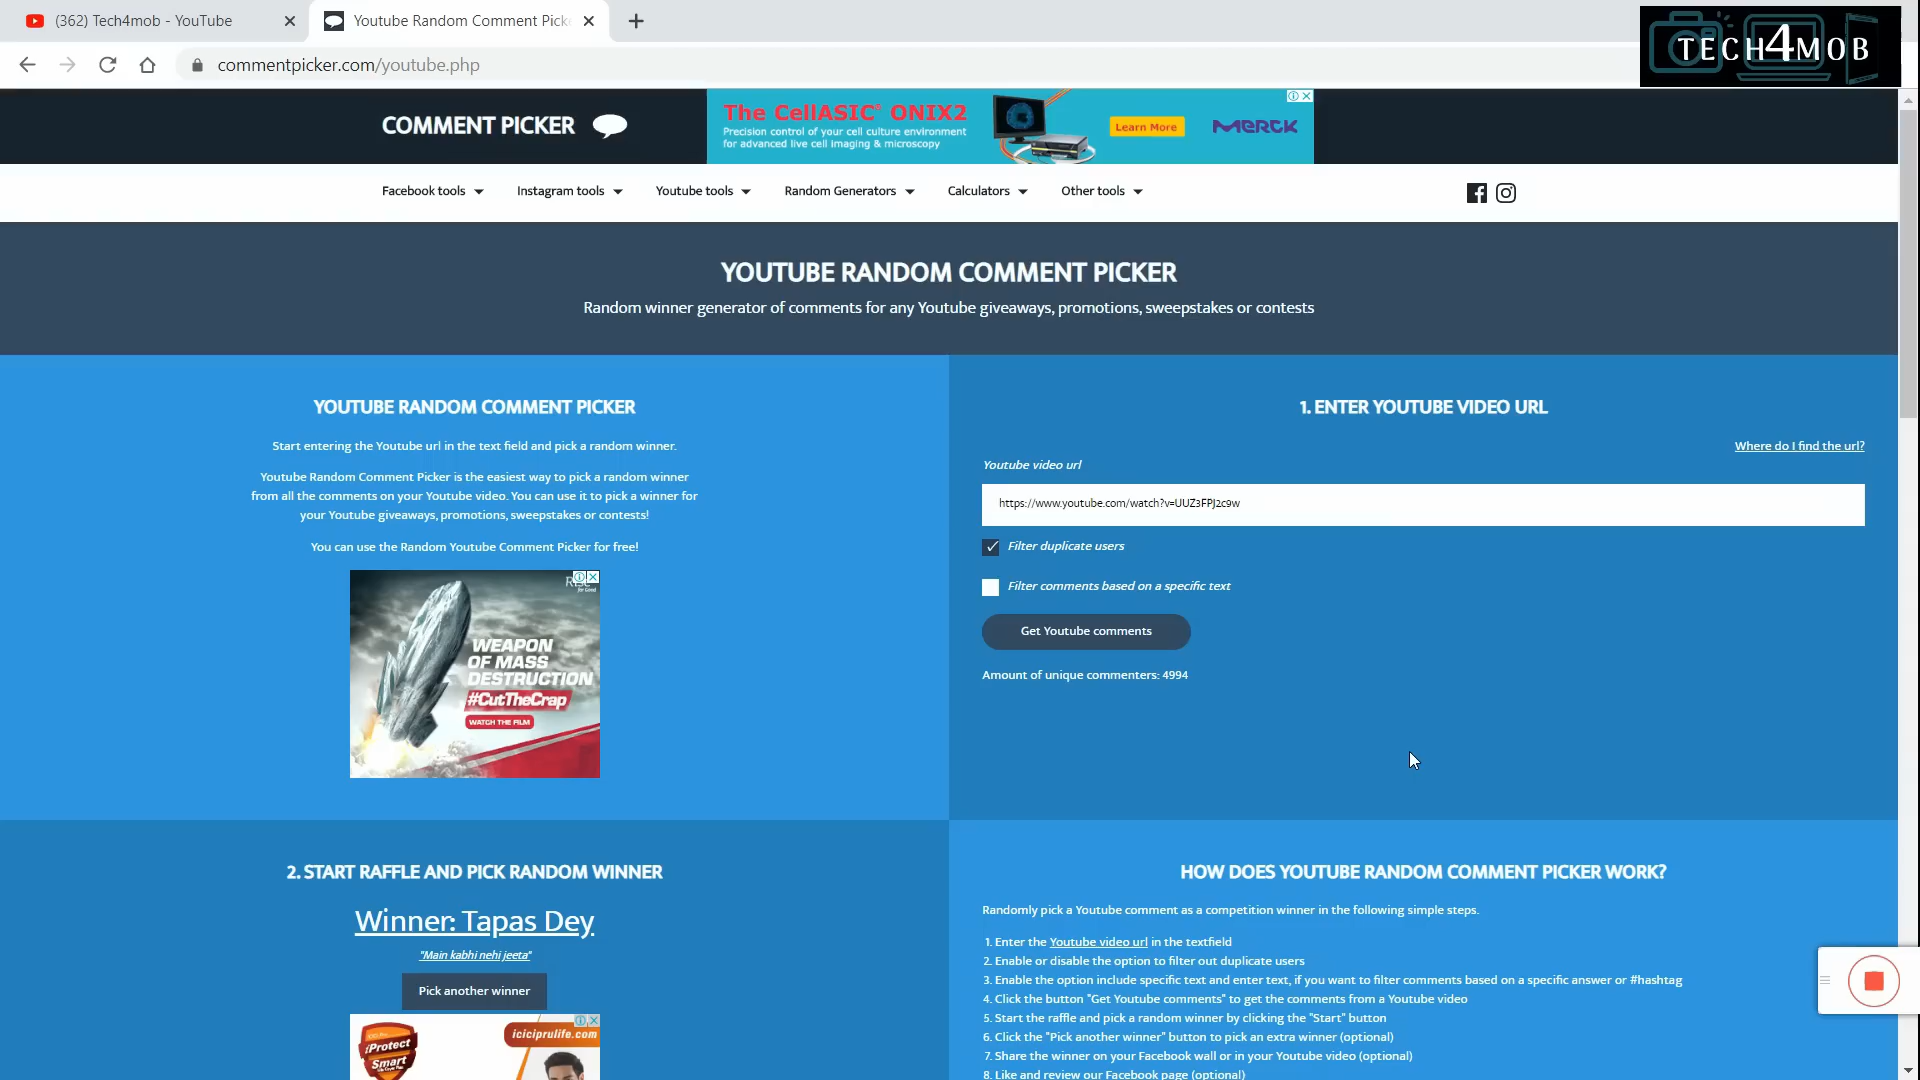 (362) Tech4mob - YouTube
Youtube Random Comment Pick
commentpicker.com/youtube.php
TECH4MOB
COMMENT PICKER
The CellASIC® ONIX2
Precision control of your cell culture environment
for advanced live cell imaging & microscopy
Learn More
MERCK
Facebook tools
Instagram tools
Youtube tools
Random Generators
Calculators
Other tools
YOUTUBE RANDOM COMMENT PICKER
Random winner generator of comments for any Youtube giveaways, promotions, sweepstakes or contests
YOUTUBE RANDOM COMMENT PICKER
Start entering the Youtube url in the text field and pick a random winner.
Youtube Random Comment Picker is the easiest way to pick a random winner
from all the comments on your Youtube video. You can use it to pick a winner for
your Youtube giveaways, promotions, sweepstakes or contests!
You can use the Random Youtube Comment Picker for free!
WEAPON
OF MASS
DESTRUCTION
#CutTheCrap
WATCH THE FILM
1. ENTER YOUTUBE VIDEO URL
Where do I find the url?
Youtube video url
https://www.youtube.com/watch?v=UUZ3FPJ2c9w
Filter duplicate users
Filter comments based on a specific text
Get Youtube comments
Amount of unique commenters: 4994
2. START RAFFLE AND PICK RANDOM WINNER
Winner: Tapas Dey
"Main kabhi nehi jeeta"
Pick another winner
iciciprulife.com
iProtect
Smart
HOW DOES YOUTUBE RANDOM COMMENT PICKER WORK?
Randomly pick a Youtube comment as a competition winner in the following simple steps.
1. Enter the Youtube video url in the textfield
2. Enable or disable the option to filter out duplicate users
3. Enable the option include specific text and enter text, if you want to filter comments based on a specific answer or #hashtag
4. Click the button "Get Youtube comments" to get the comments from a Youtube video
5. Start the raffle and pick a random winner by clicking the "Start" button
6. Click the "Pick another winner" button to pick an extra winner (optional)
7. Share the winner on your Facebook wall or in your Youtube video (optional)
8. Like and review our Facebook page (optional)